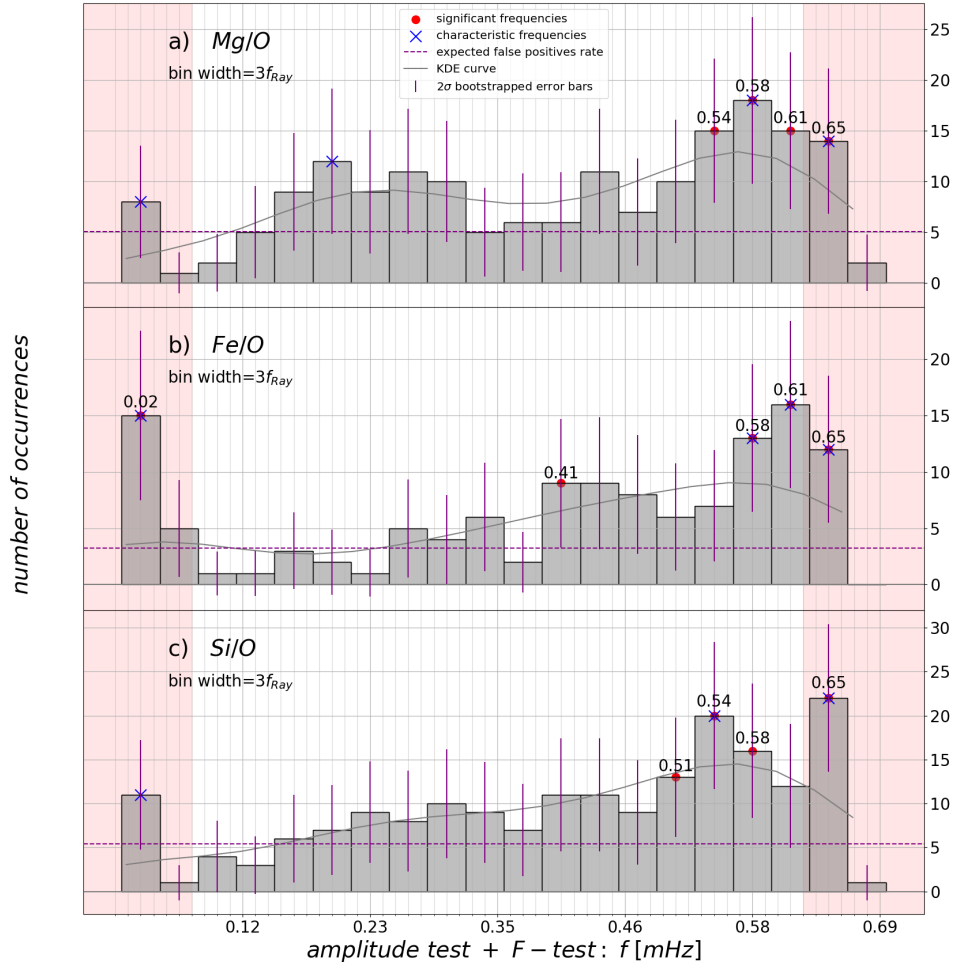 significant frequencies
characteristic frequencies
expected false positives rate
KDE curve
2σ bootstrapped error bars
a) Mg/O
bin width=3f_Ray
0.54
0.58
0.61
0.65
25
20
15
10
5
0
b) Fe/O
bin width=3f_Ray
0.02
0.41
0.58
0.61
0.65
20
15
10
5
0
c) Si/O
bin width=3f_Ray
0.51
0.54
0.58
0.65
30
25
20
15
10
5
0
number of occurrences
0.12 0.23 0.35 0.46 0.58 0.69
amplitude test + F − test: f [mHz]